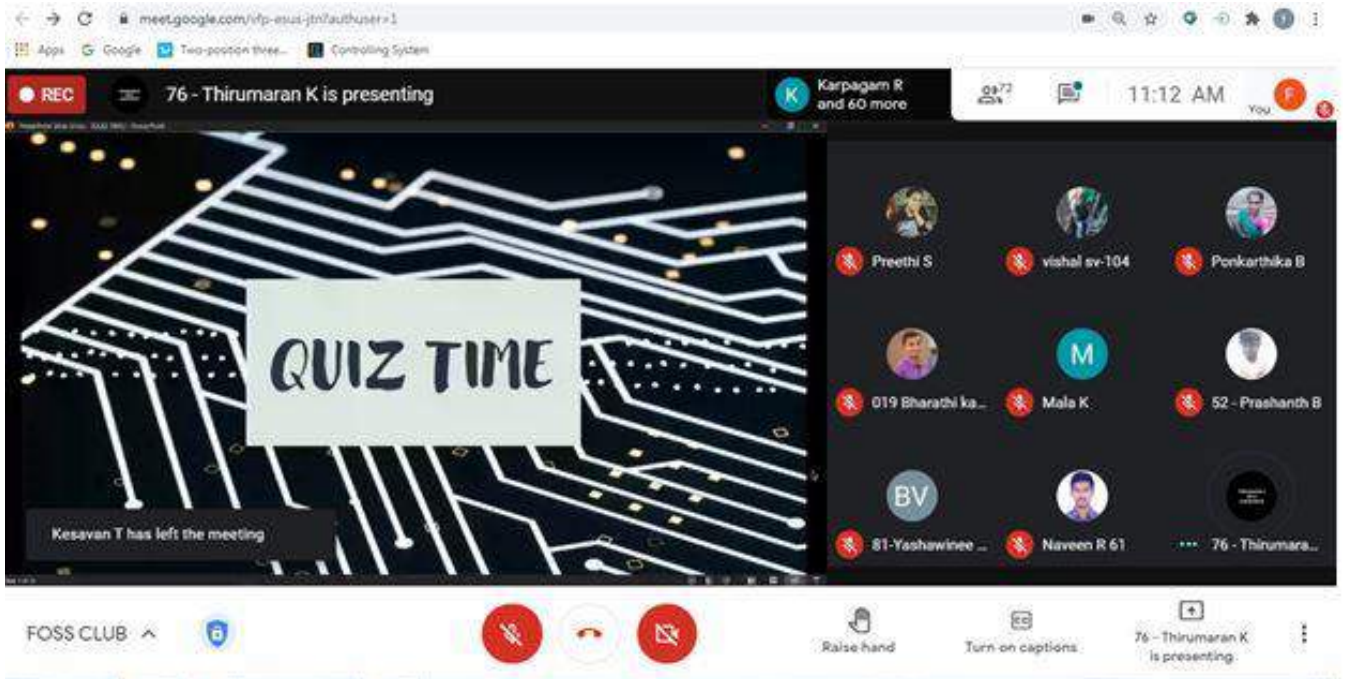 meet.google.com/vfp-esus-jtn?authuser=1
Apps
Google
Two-position three...
Controlling System
REC
76 - Thirumaran K is presenting
K
Karpagam R
and 60 more
72
11:12 AM
You
F
QUIZ TIME
Kesavan T has left the meeting
Preethi S
vishal sv-104
Ponkarthika B
M
019 Bharathi ka...
Mala K
52 - Prashanth B
BV
81-Yashawinee ...
Naveen R 61
76 - Thirumara...
FOSS CLUB
Raise hand
Turn on captions
76 - Thirumaran K
is presenting